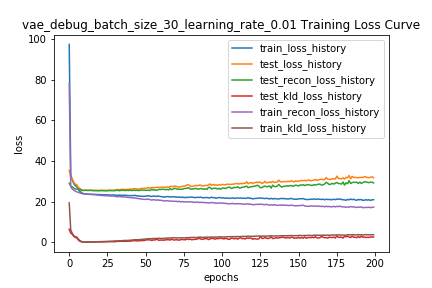 vae_debug_batch_size_30_learning_rate_0.01 Training Loss Curve
100
80
60
40
20
0
loss
train_loss_history
test_loss_history
test_recon_loss_history
test_kld_loss_history
train_recon_loss_history
train_kld_loss_history
0 25 50 75 100 125 150 175 200
epochs